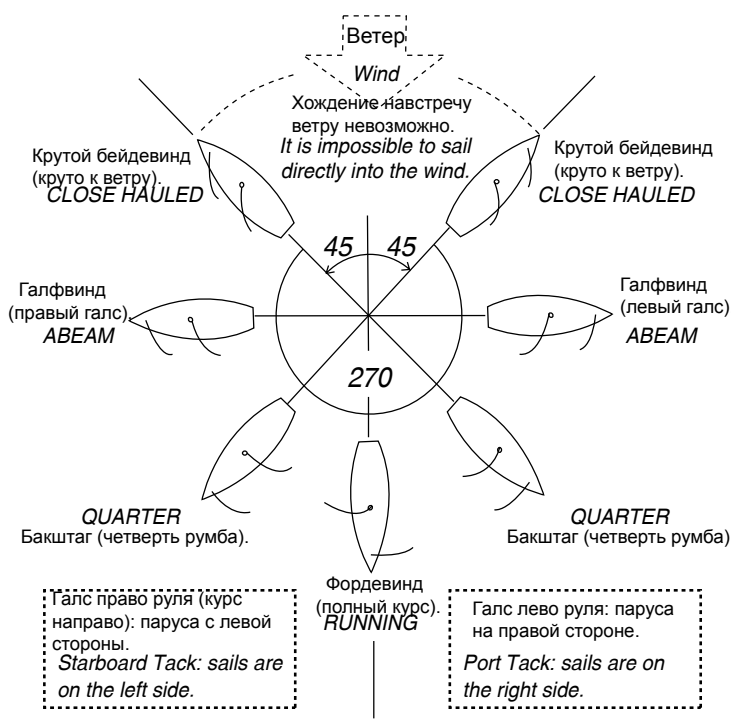 Ветер
Wind
Хождение навстречу
ветру невозможно.
It is impossible to sail
directly into the wind.
Крутой бейдевинд
(круто к ветру).
CLOSE HAULED
Крутой бейдевинд
(круто к ветру).
CLOSE HAULED
45
45
Галфвинд
(правый галс)
ABEAM
Галфвинд
(левый галс)
ABEAM
270
QUARTER
Бакштаг (четверть румба).
QUARTER
Бакштаг (четверть румба)
Фордевинд
(полный курс).
RUNNING
Галс право руля (курс
направо): паруса с левой
стороны.
Starboard Tack: sails are
on the left side.
Галс лево руля: паруса
на правой стороне.
Port Tack: sails are on
the right side.